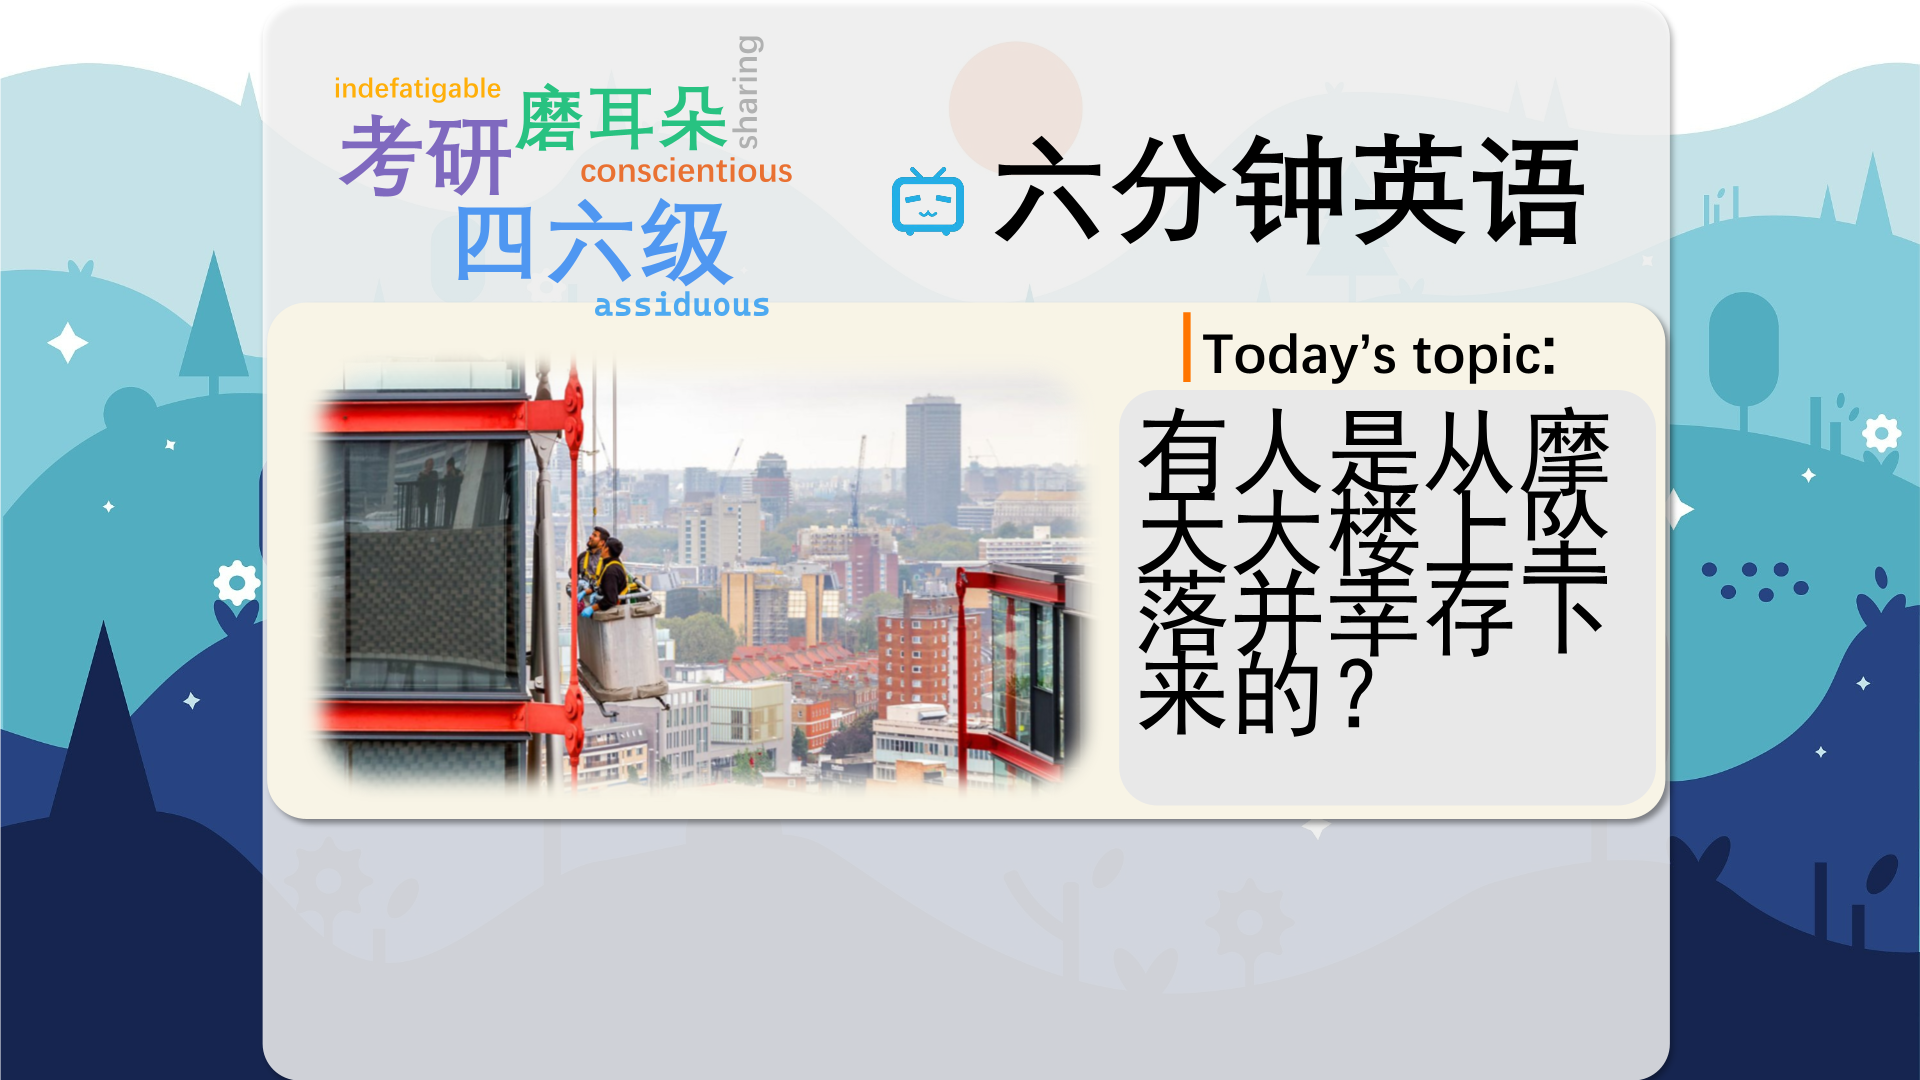 indefatigable
考研
磨耳朵
sharing
conscientious
四六级
assiduous
六分钟英语
Today’s topic:
有人是从摩
天大楼上坠
落并幸存下
来的？